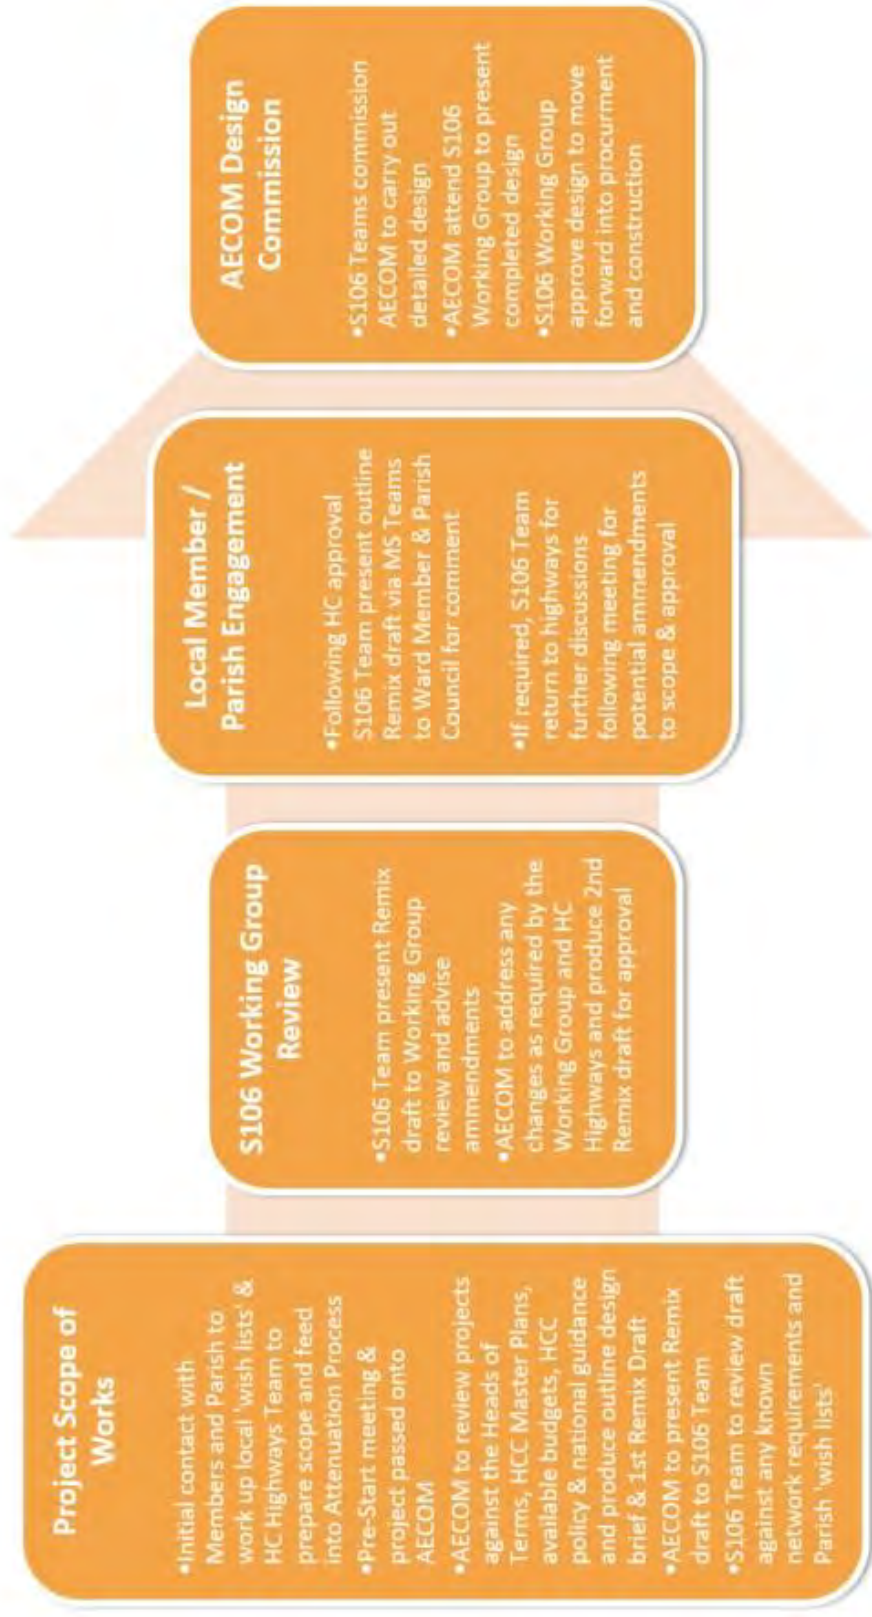 Project Scope of
Works
•Initial contact with
Members and Parish to
work up local 'wish lists' &
HC Highways Team to
prepare scope and feed
into Attenuation Process
•Pre-Start meeting &
project passed onto
AECOM
•AECOM to review projects
against the Heads of
Terms, HCC Master Plans,
available budgets, HCC
policy & national guidance
and produce outline design
brief & 1st Remix Draft
•AECOM to present Remix
draft to S106 Team
•S106 Team to review draft
against any known
network requirements and
Parish 'wish lists'
S106 Working Group
Review
•S106 Team present Remix
draft to Working Group
review and advise
ammendments
•AECOM to address any
changes as required by the
Working Group and HC
Highways and produce 2nd
Remix draft for approval
Local Member /
Parish Engagement
•Following HC approval
S106 Team present outline
Remix draft via MS Teams
to Ward Member & Parish
Council for comment
•If required, S106 Team
return to highways for
further discussions
following meeting for
potential ammendments
to scope & approval
AECOM Design
Commission
•S106 Teams commission
AECOM to carry out
detailed design
•AECOM attend S106
Working Group to present
completed design
•S106 Working Group
approve design to move
forward into procurment
and construction